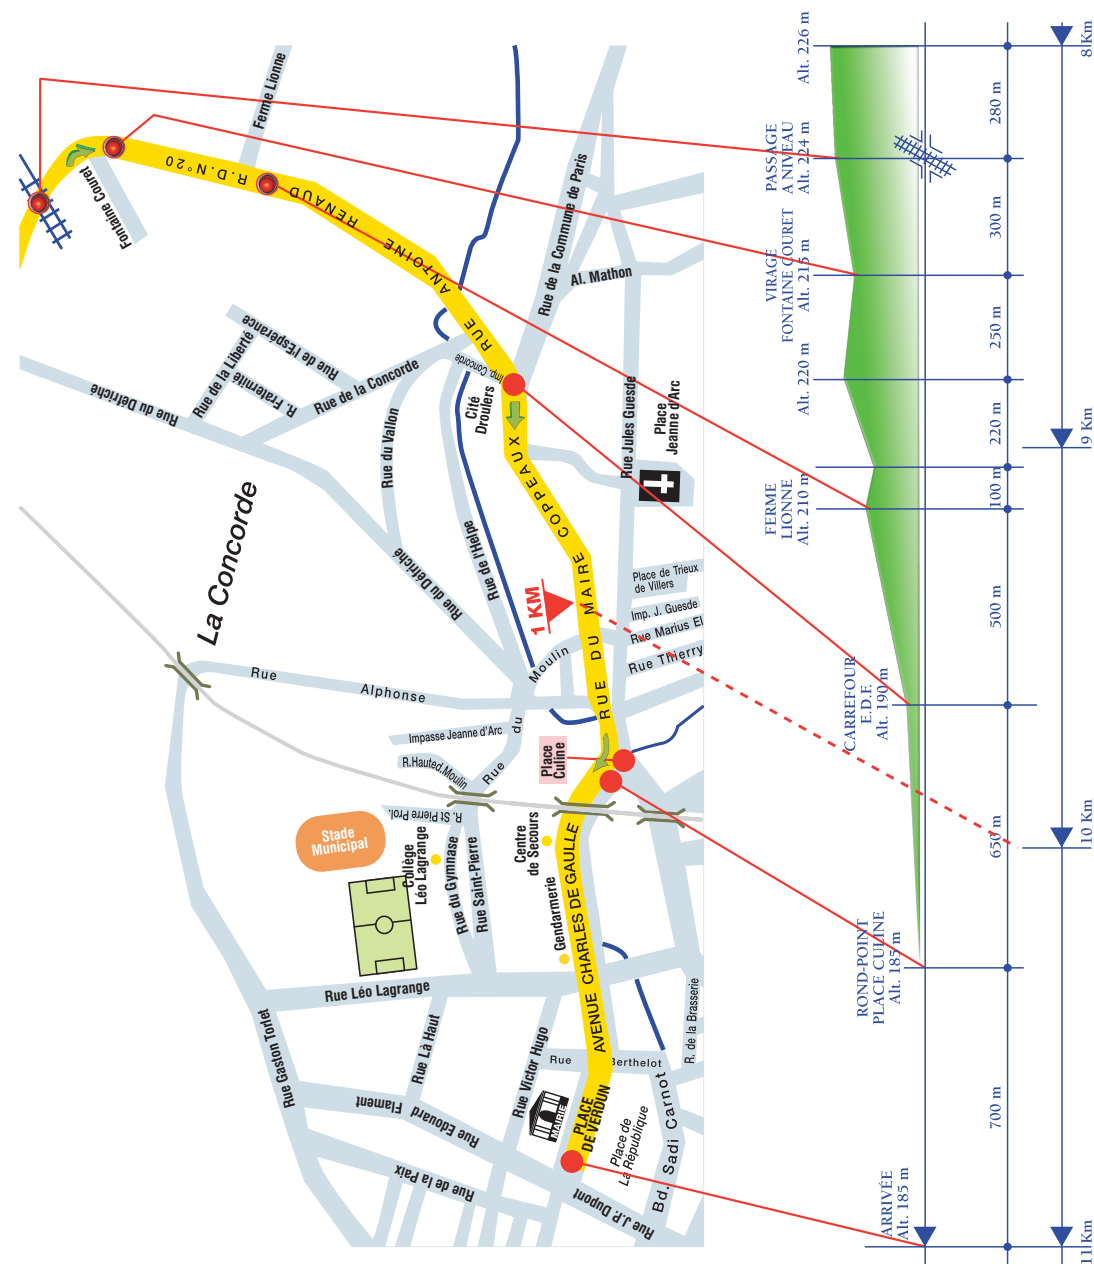 Ferme Lionne
Fontaine Couret
R.D.N°20
RUE ANTOINE RENAUD
Rue de la Commune de Paris
Al. Mathon
Rue de l'Espérance
Rue de la Liberté
R. Fraternité
Rue du Défriché
Rue de la Concorde
Imp. Concorde
Cité
Droulers
Rue du Vallon
Rue Jules Guesde
Place
Jeanne d'Arc
La Concorde
Rue du Défriché
Rue de l'Helpe
RUE DU MAIRE COPPEAUX
1 KM
Place de Trieux
de Villers
Imp. J. Guesde
Rue Marius El
Rue Thierry
Rue Alphonse
Rue du Moulin
Impasse Jeanne d'Arc
R.Hauted.Moulin
R. St Pierre Prol.
Place
Culine
Stade
Municipal
Collège
Léo Lagrange
Rue du Gymnase
Rue Saint-Pierre
Centre
de Secours
Gendarmerie
AVENUE CHARLES DE GAULLE
Rue Léo Lagrange
Rue Gaston Torlet
Rue Là Haut
Rue Victor Hugo
Rue Berthelot
R. de la Brasserie
Rue Edouard Flament
MAIRIE
PLACE
DE VERDUN
Place de
La République
Bd. Sadi Carnot
Rue de la Paix
Rue J.P. Dupont
Alt. 226 m
8 Km
280 m
PASSAGE
A NIVEAU
Alt. 224 m
300 m
VIRAGE
FONTAINE COURET
Alt. 215 m
250 m
Alt. 220 m
220 m
9 Km
100 m
FERME
LIONNE
Alt. 210 m
500 m
CARREFOUR
E.D.F.
Alt. 190 m
650 m
10 Km
ROND-POINT
PLACE CULINE
Alt. 185 m
700 m
ARRIVÉE
Alt. 185 m
11 Km